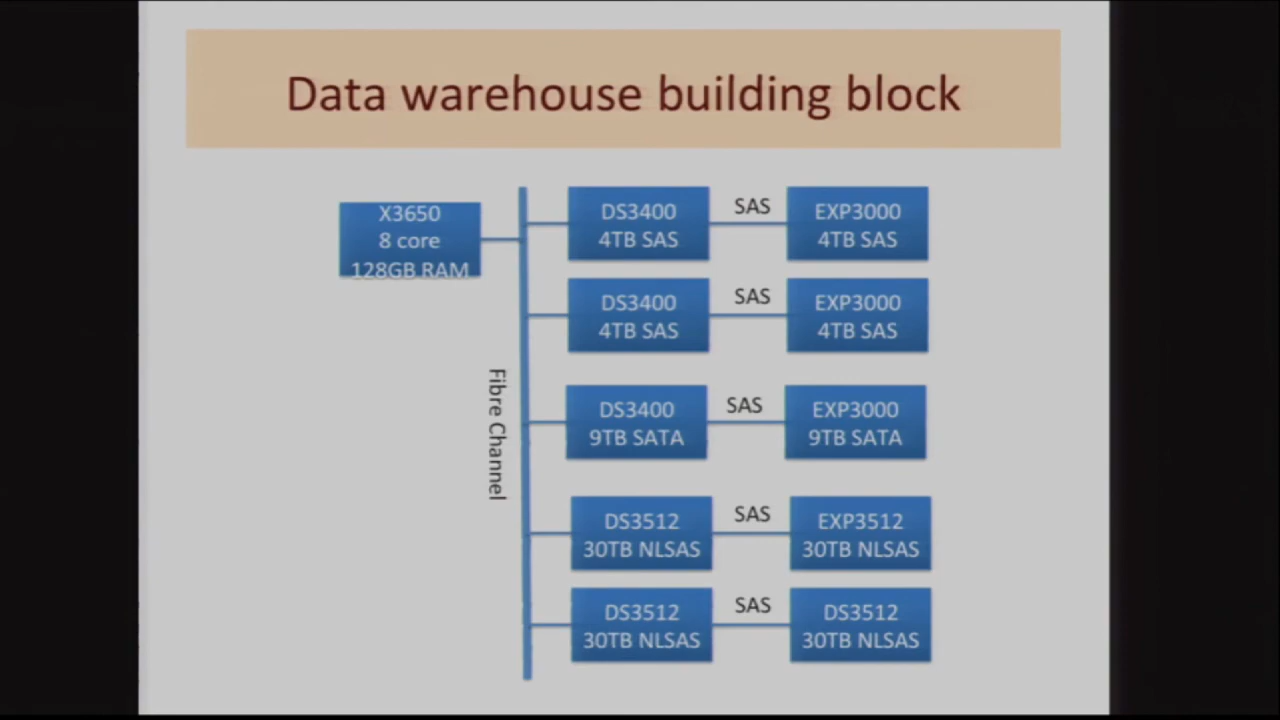 Data warehouse building block
X3650
8 core
128GB RAM
Fibre Channel
DS3400
4TB SAS
SAS
EXP3000
4TB SAS
DS3400
4TB SAS
SAS
EXP3000
4TB SAS
DS3400
9TB SATA
SAS
EXP3000
9TB SATA
DS3512
30TB NLSAS
SAS
EXP3512
30TB NLSAS
DS3512
30TB NLSAS
SAS
DS3512
30TB NLSAS